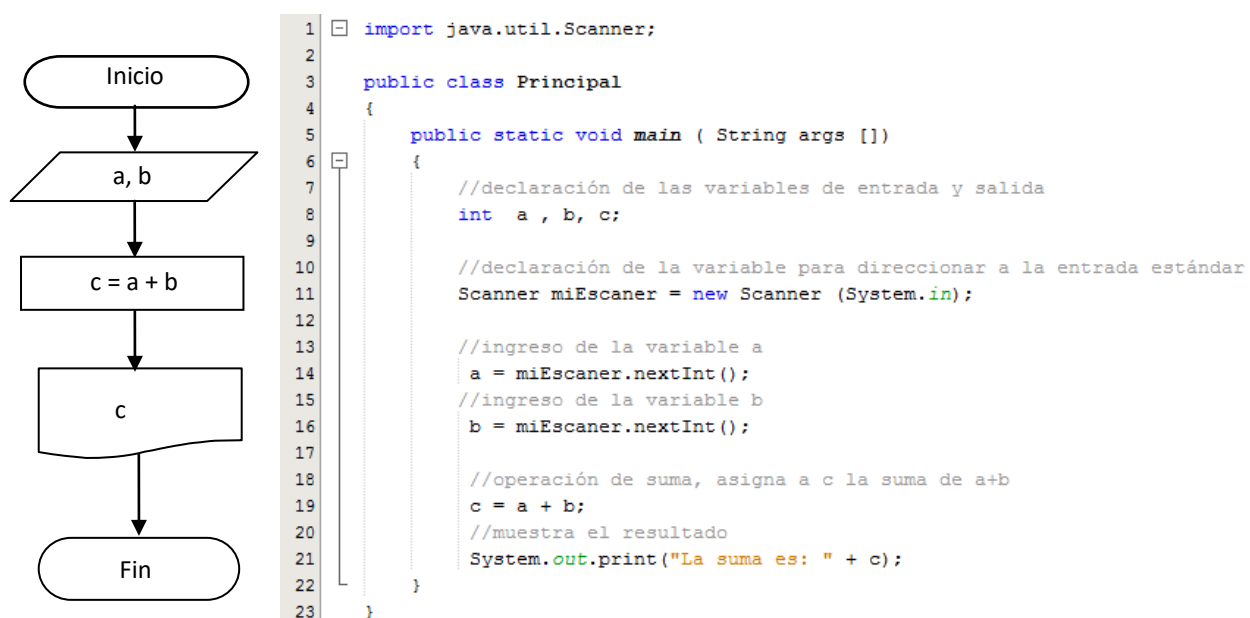 Inicio
a, b
c = a + b
c
Fin
1 import java.util.Scanner;
2
3 public class Principal
4 {
5 public static void main ( String args [])
6 {
7 //declaración de las variables de entrada y salida
8 int  a , b, c;
9
10 //declaración de la variable para direccionar a la entrada estándar
11 Scanner miEscaner = new Scanner (System.in);
12
13 //ingreso de la variable a
14 a = miEscaner.nextInt();
15 //ingreso de la variable b
16 b = miEscaner.nextInt();
17
18 //operación de suma, asigna a c la suma de a+b
19 c = a + b;
20 //muestra el resultado
21 System.out.print("La suma es: " + c);
22 }
23 }